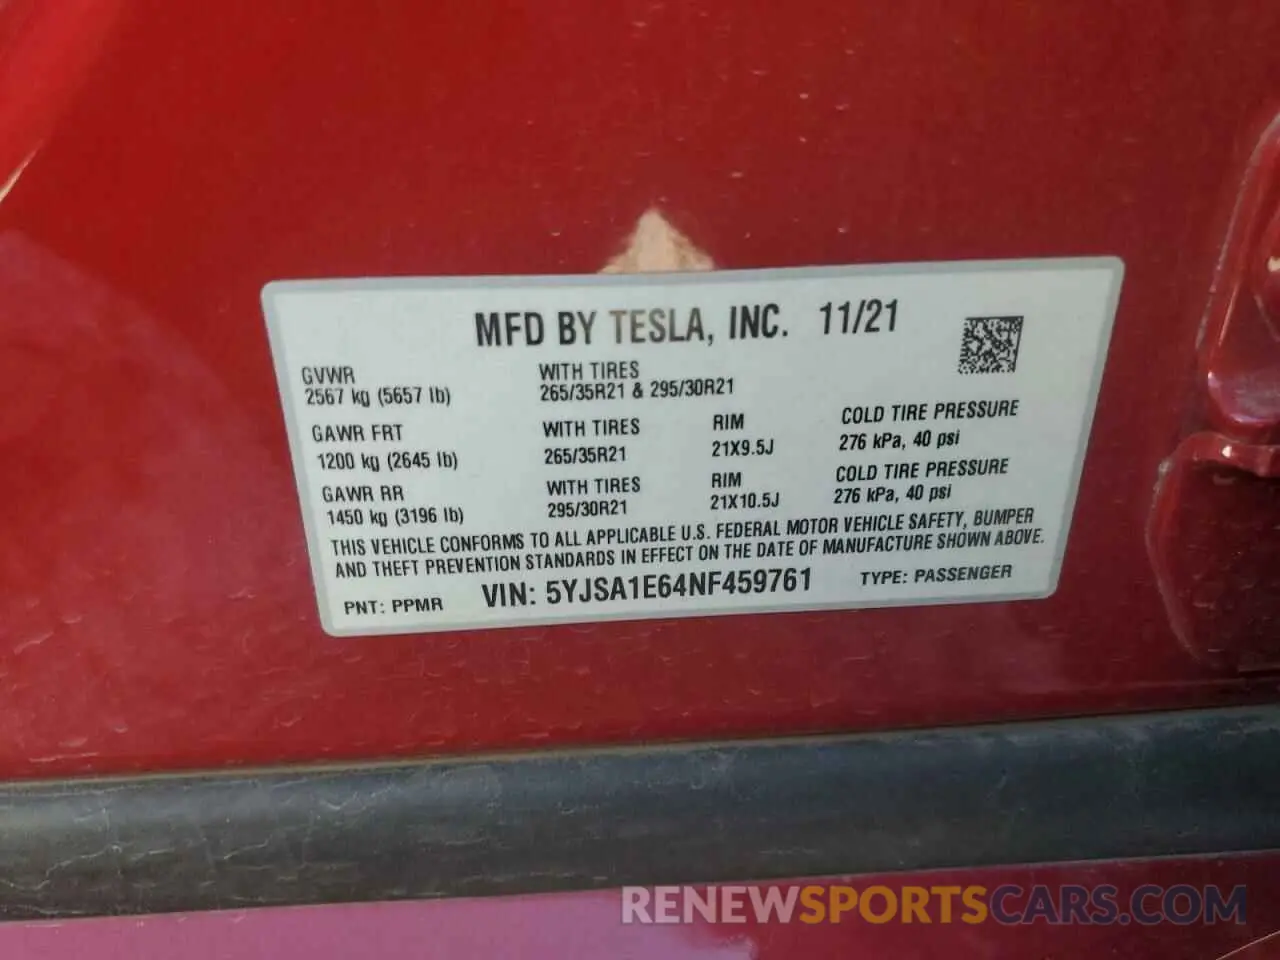 MFD BY TESLA, INC. 11/21
GVWR
2567 kg (5657 lb)
WITH TIRES
265/35R21 & 295/30R21
GAWR FRT
1200 kg (2645 lb)
WITH TIRES
265/35R21
RIM
21X9.5J
COLD TIRE PRESSURE
276 kPa, 40 psi
GAWR RR
1450 kg (3196 lb)
WITH TIRES
295/30R21
RIM
21X10.5J
COLD TIRE PRESSURE
276 kPa, 40 psi
THIS VEHICLE CONFORMS TO ALL APPLICABLE U.S. FEDERAL MOTOR VEHICLE SAFETY, BUMPER
AND THEFT PREVENTION STANDARDS IN EFFECT ON THE DATE OF MANUFACTURE SHOWN ABOVE.
PNT: PPMR VIN: 5YJSA1E64NF459761 TYPE: PASSENGER
RENEWSPORTSCARS.COM